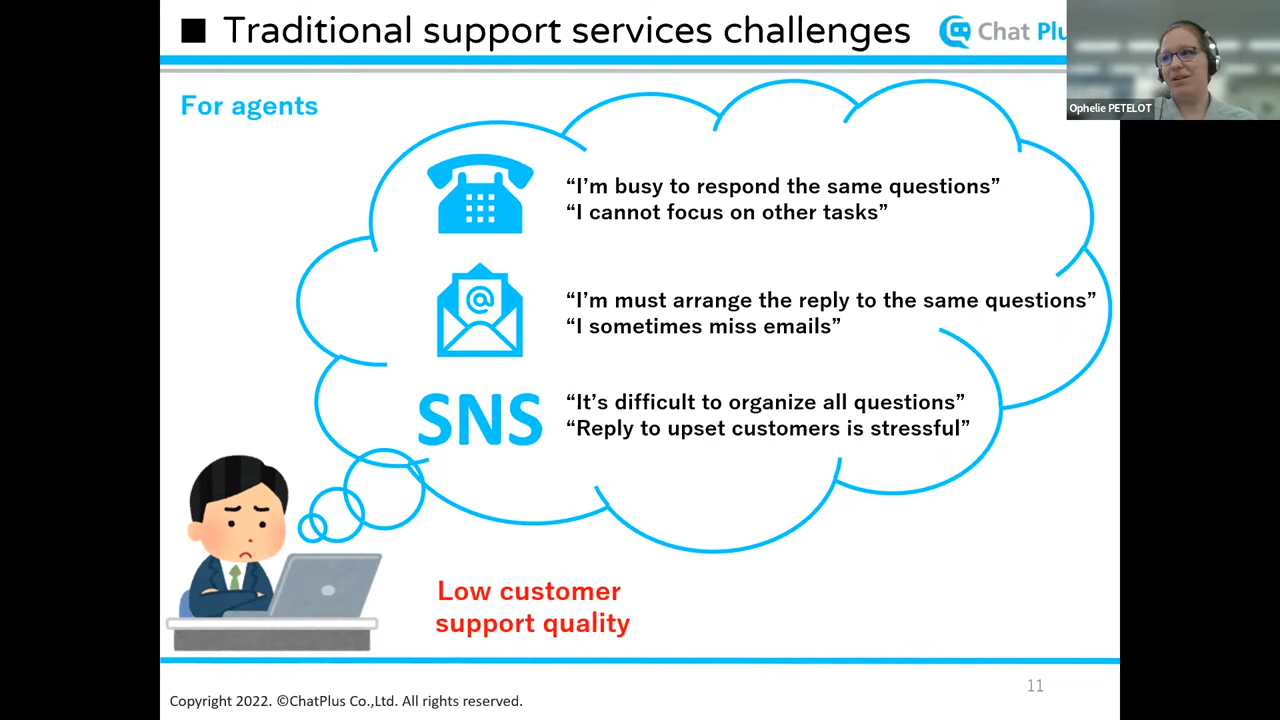 ■ Traditional support services challenges
Chat Plu
Ophelie PETELOT
For agents
“I’m busy to respond the same questions”
“I cannot focus on other tasks”
@
“I’m must arrange the reply to the same questions”
“I sometimes miss emails”
SNS
“It’s difficult to organize all questions”
“Reply to upset customers is stressful”
Low customer
support quality
11
Copyright 2022. ©ChatPlus Co.,Ltd. All rights reserved.